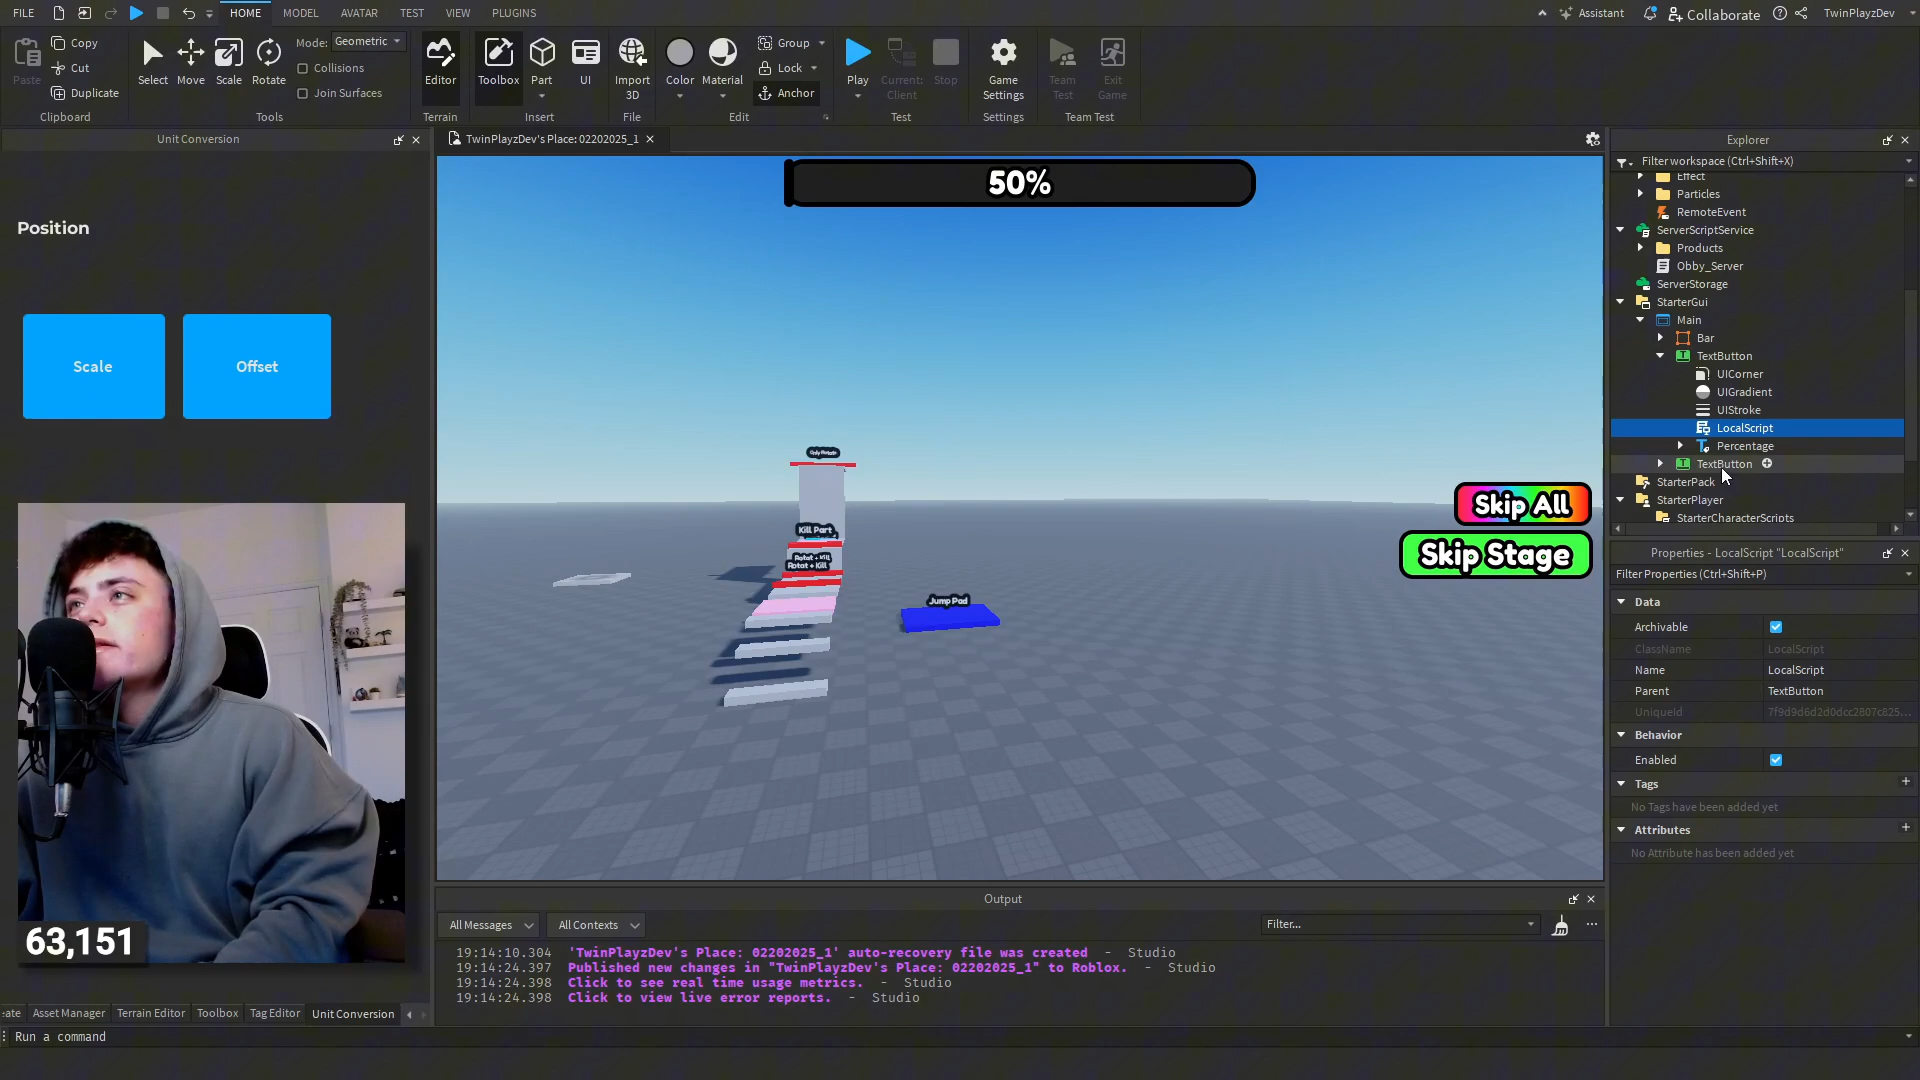 FILE HOME MODEL AVATAR TEST VIEW PLUGINS Assistant Collaborate TwinPlayzDev
Paste Copy Cut Duplicate Clipboard
Select Move Scale Rotate Mode: Geometric Collisions Join Surfaces Tools
Editor Terrain
Toolbox Part UI Insert
Import 3D File
Color Material Group Lock Anchor Edit
Play Current: Client Stop Test
Game Settings Settings
Team Test Exit Game Team Test
Unit Conversion
Position
Scale Offset
63,151
TwinPlayzDev's Place: 02202025_1
50%
Only Rotate
Kill Part
Rotat + Kill
Rotat + Kill
Jump Pad
Skip All
Skip Stage
Output
All Messages All Contexts Filter...
19:14:10.304 'TwinPlayzDev's Place: 02202025_1' auto-recovery file was created - Studio
19:14:24.397 Published new changes in "TwinPlayzDev's Place: 02202025_1" to Roblox. - Studio
19:14:24.398 Click to see real time usage metrics. - Studio
19:14:24.398 Click to view live error reports. - Studio
Explorer
Filter workspace (Ctrl+Shift+X)
Effect
Particles
RemoteEvent
ServerScriptService
Products
Obby_Server
ServerStorage
StarterGui
Main
Bar
TextButton
UICorner
UIGradient
UIStroke
LocalScript
Percentage
TextButton
StarterPack
StarterPlayer
StarterCharacterScripts
Properties - LocalScript "LocalScript"
Filter Properties (Ctrl+Shift+P)
Data
Archivable
ClassName LocalScript
Name LocalScript
Parent TextButton
UniqueId 7f9d9d6d2d0dcc2807c825...
Behavior
Enabled
Tags
No Tags have been added yet
Attributes
No Attribute has been added yet
Asset Manager Terrain Editor Toolbox Tag Editor Unit Conversion
Run a command